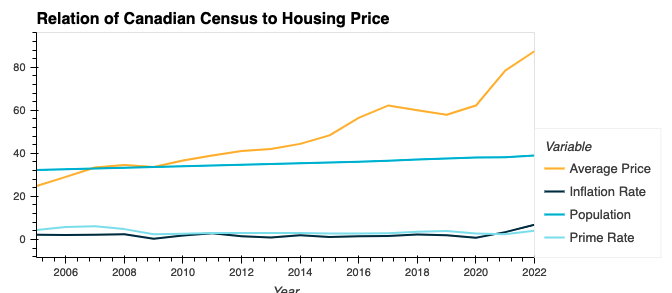 Relation of Canadian Census to Housing Price
80
60
40
20
0
2006 2008 2010 2012 2014 2016 2018 2020 2022
Year
Variable
Average Price
Inflation Rate
Population
Prime Rate